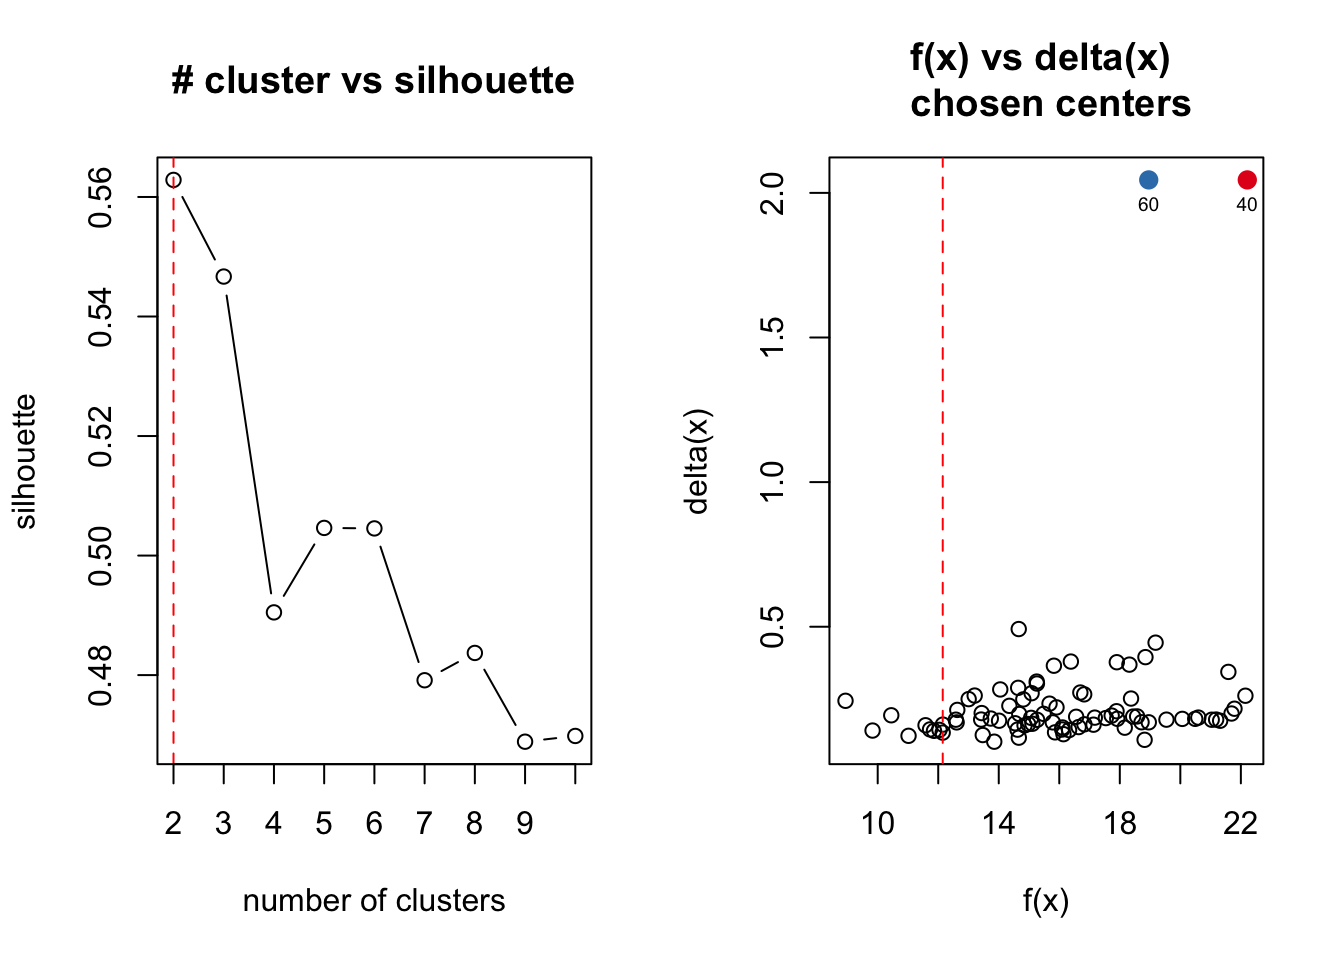 # cluster vs silhouette
silhouette
0.56
0.54
0.52
0.50
0.48
2 3 4 5 6 7 8 9
number of clusters
f(x) vs delta(x)
chosen centers
delta(x)
2.0
1.5
1.0
0.5
60 40
10 14 18 22
f(x)